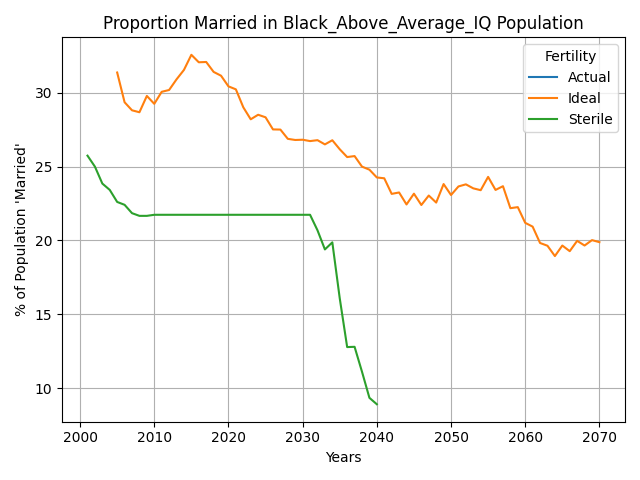 Proportion Married in Black_Above_Average_IQ Population
% of Population 'Married'
30
25
20
15
10
Fertility
Actual
Ideal
Sterile
2000 2010 2020 2030 2040 2050 2060 2070
Years